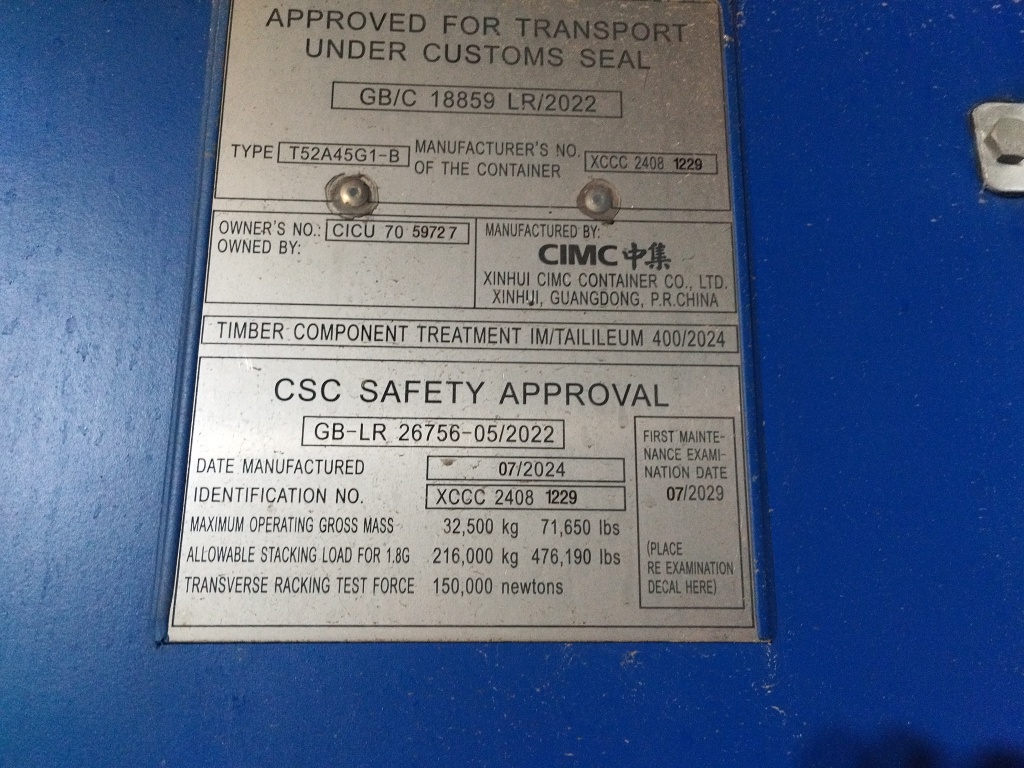 APPROVED FOR TRANSPORT
UNDER CUSTOMS SEAL
GB/C 18859 LR/2022
TYPE T52A45G1-B
MANUFACTURER'S NO.
OF THE CONTAINER
XCCC 2408 1229
OWNER'S NO.: CICU 70 5972 7
OWNED BY:
MANUFACTURED BY:
CIMC 中集
XINHUI CIMC CONTAINER CO., LTD.
XINHUI, GUANGDONG, P.R.CHINA
TIMBER COMPONENT TREATMENT IM/TAILILEUM 400/2024
CSC SAFETY APPROVAL
GB-LR 26756-05/2022
DATE MANUFACTURED 07/2024
IDENTIFICATION NO. XCCC 2408 1229
MAXIMUM OPERATING GROSS MASS 32,500 kg 71,650 lbs
ALLOWABLE STACKING LOAD FOR 1.8G 216,000 kg 476,190 lbs
TRANSVERSE RACKING TEST FORCE 150,000 newtons
FIRST MAINTE-
NANCE EXAMI-
NATION DATE
07/2029
(PLACE
RE EXAMINATION
DECAL HERE)